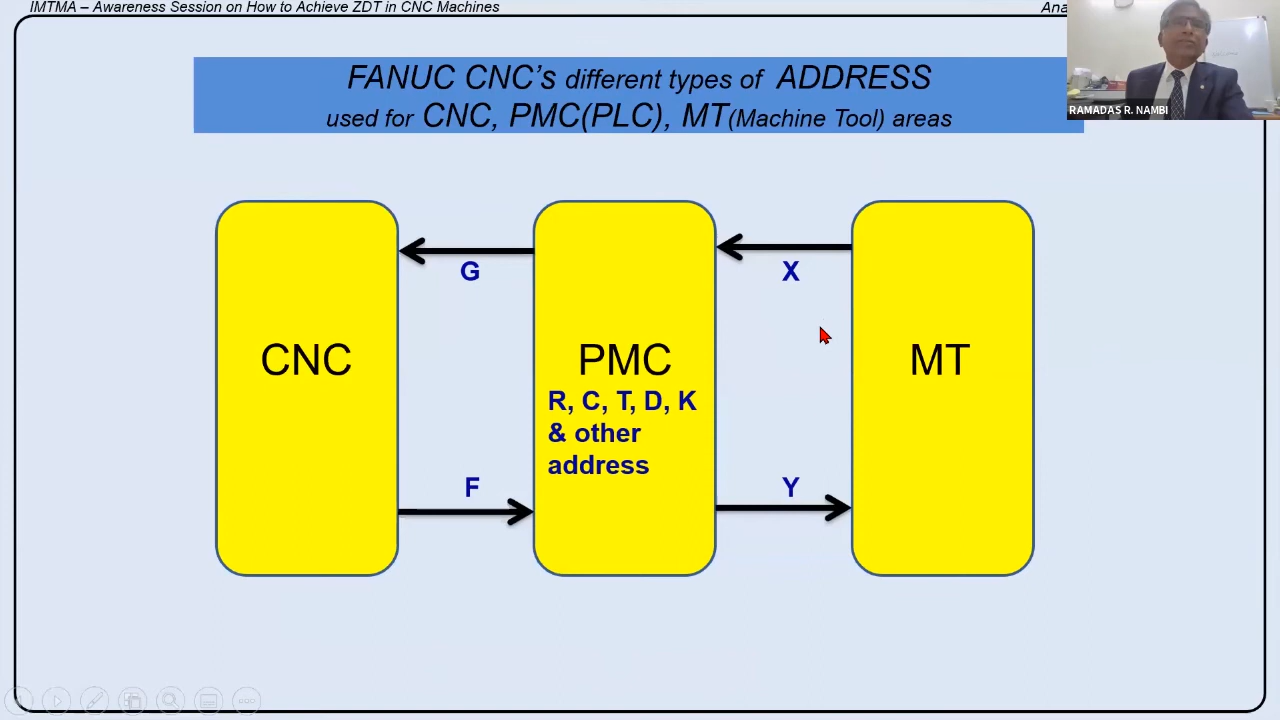 IMTMA – Awareness Session on How to Achieve ZDT in CNC Machines
Ana
RAMADAS R. NAMBI
FANUC CNC’s different types of ADDRESS
used for CNC, PMC(PLC), MT(Machine Tool) areas
G
X
CNC
PMC
MT
R, C, T, D, K
& other
address
F
Y